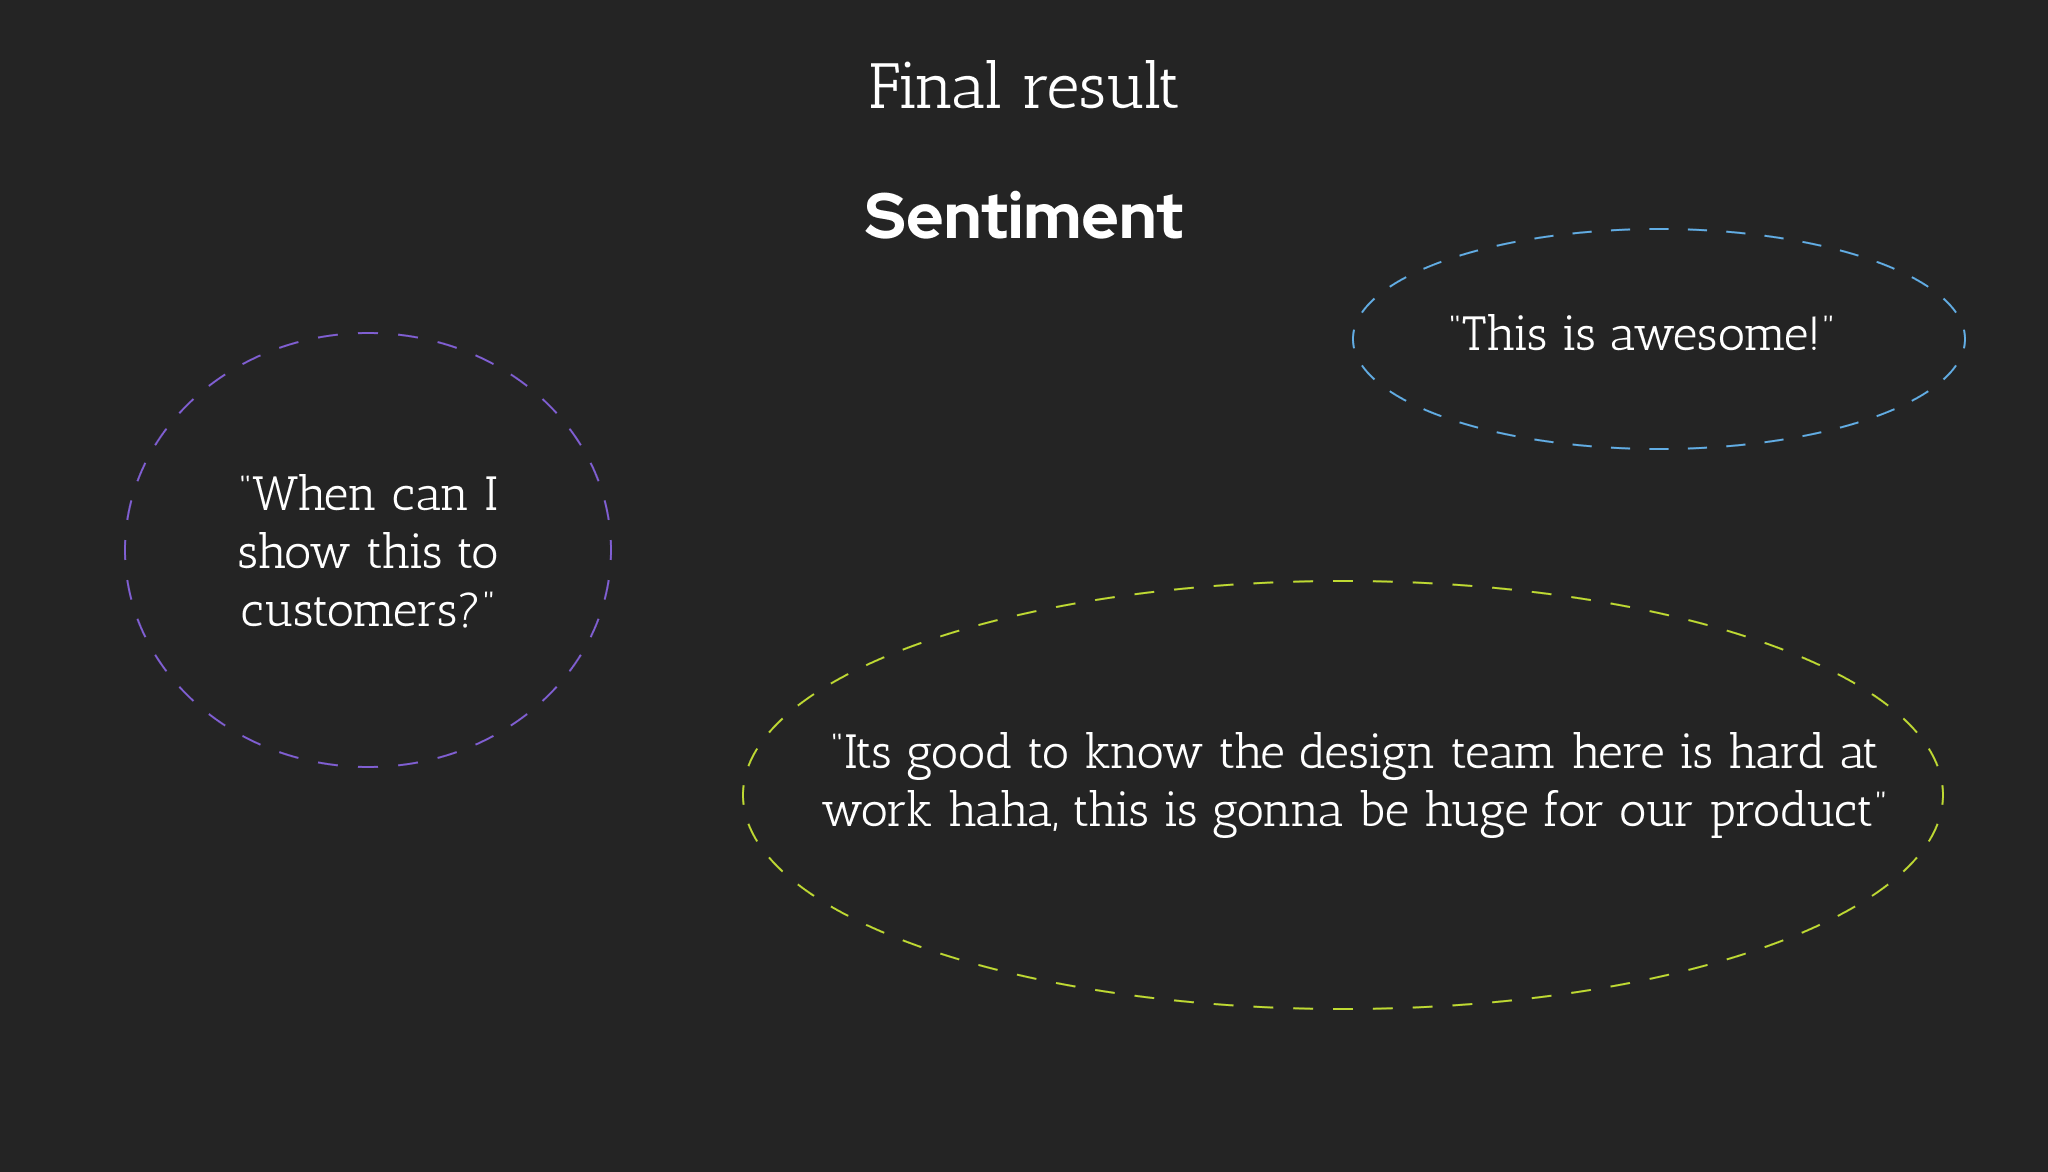 Final result
Sentiment
"This is awesome!"
"When can I
show this to
customers?"
"Its good to know the design team here is hard at
work haha, this is gonna be huge for our product"